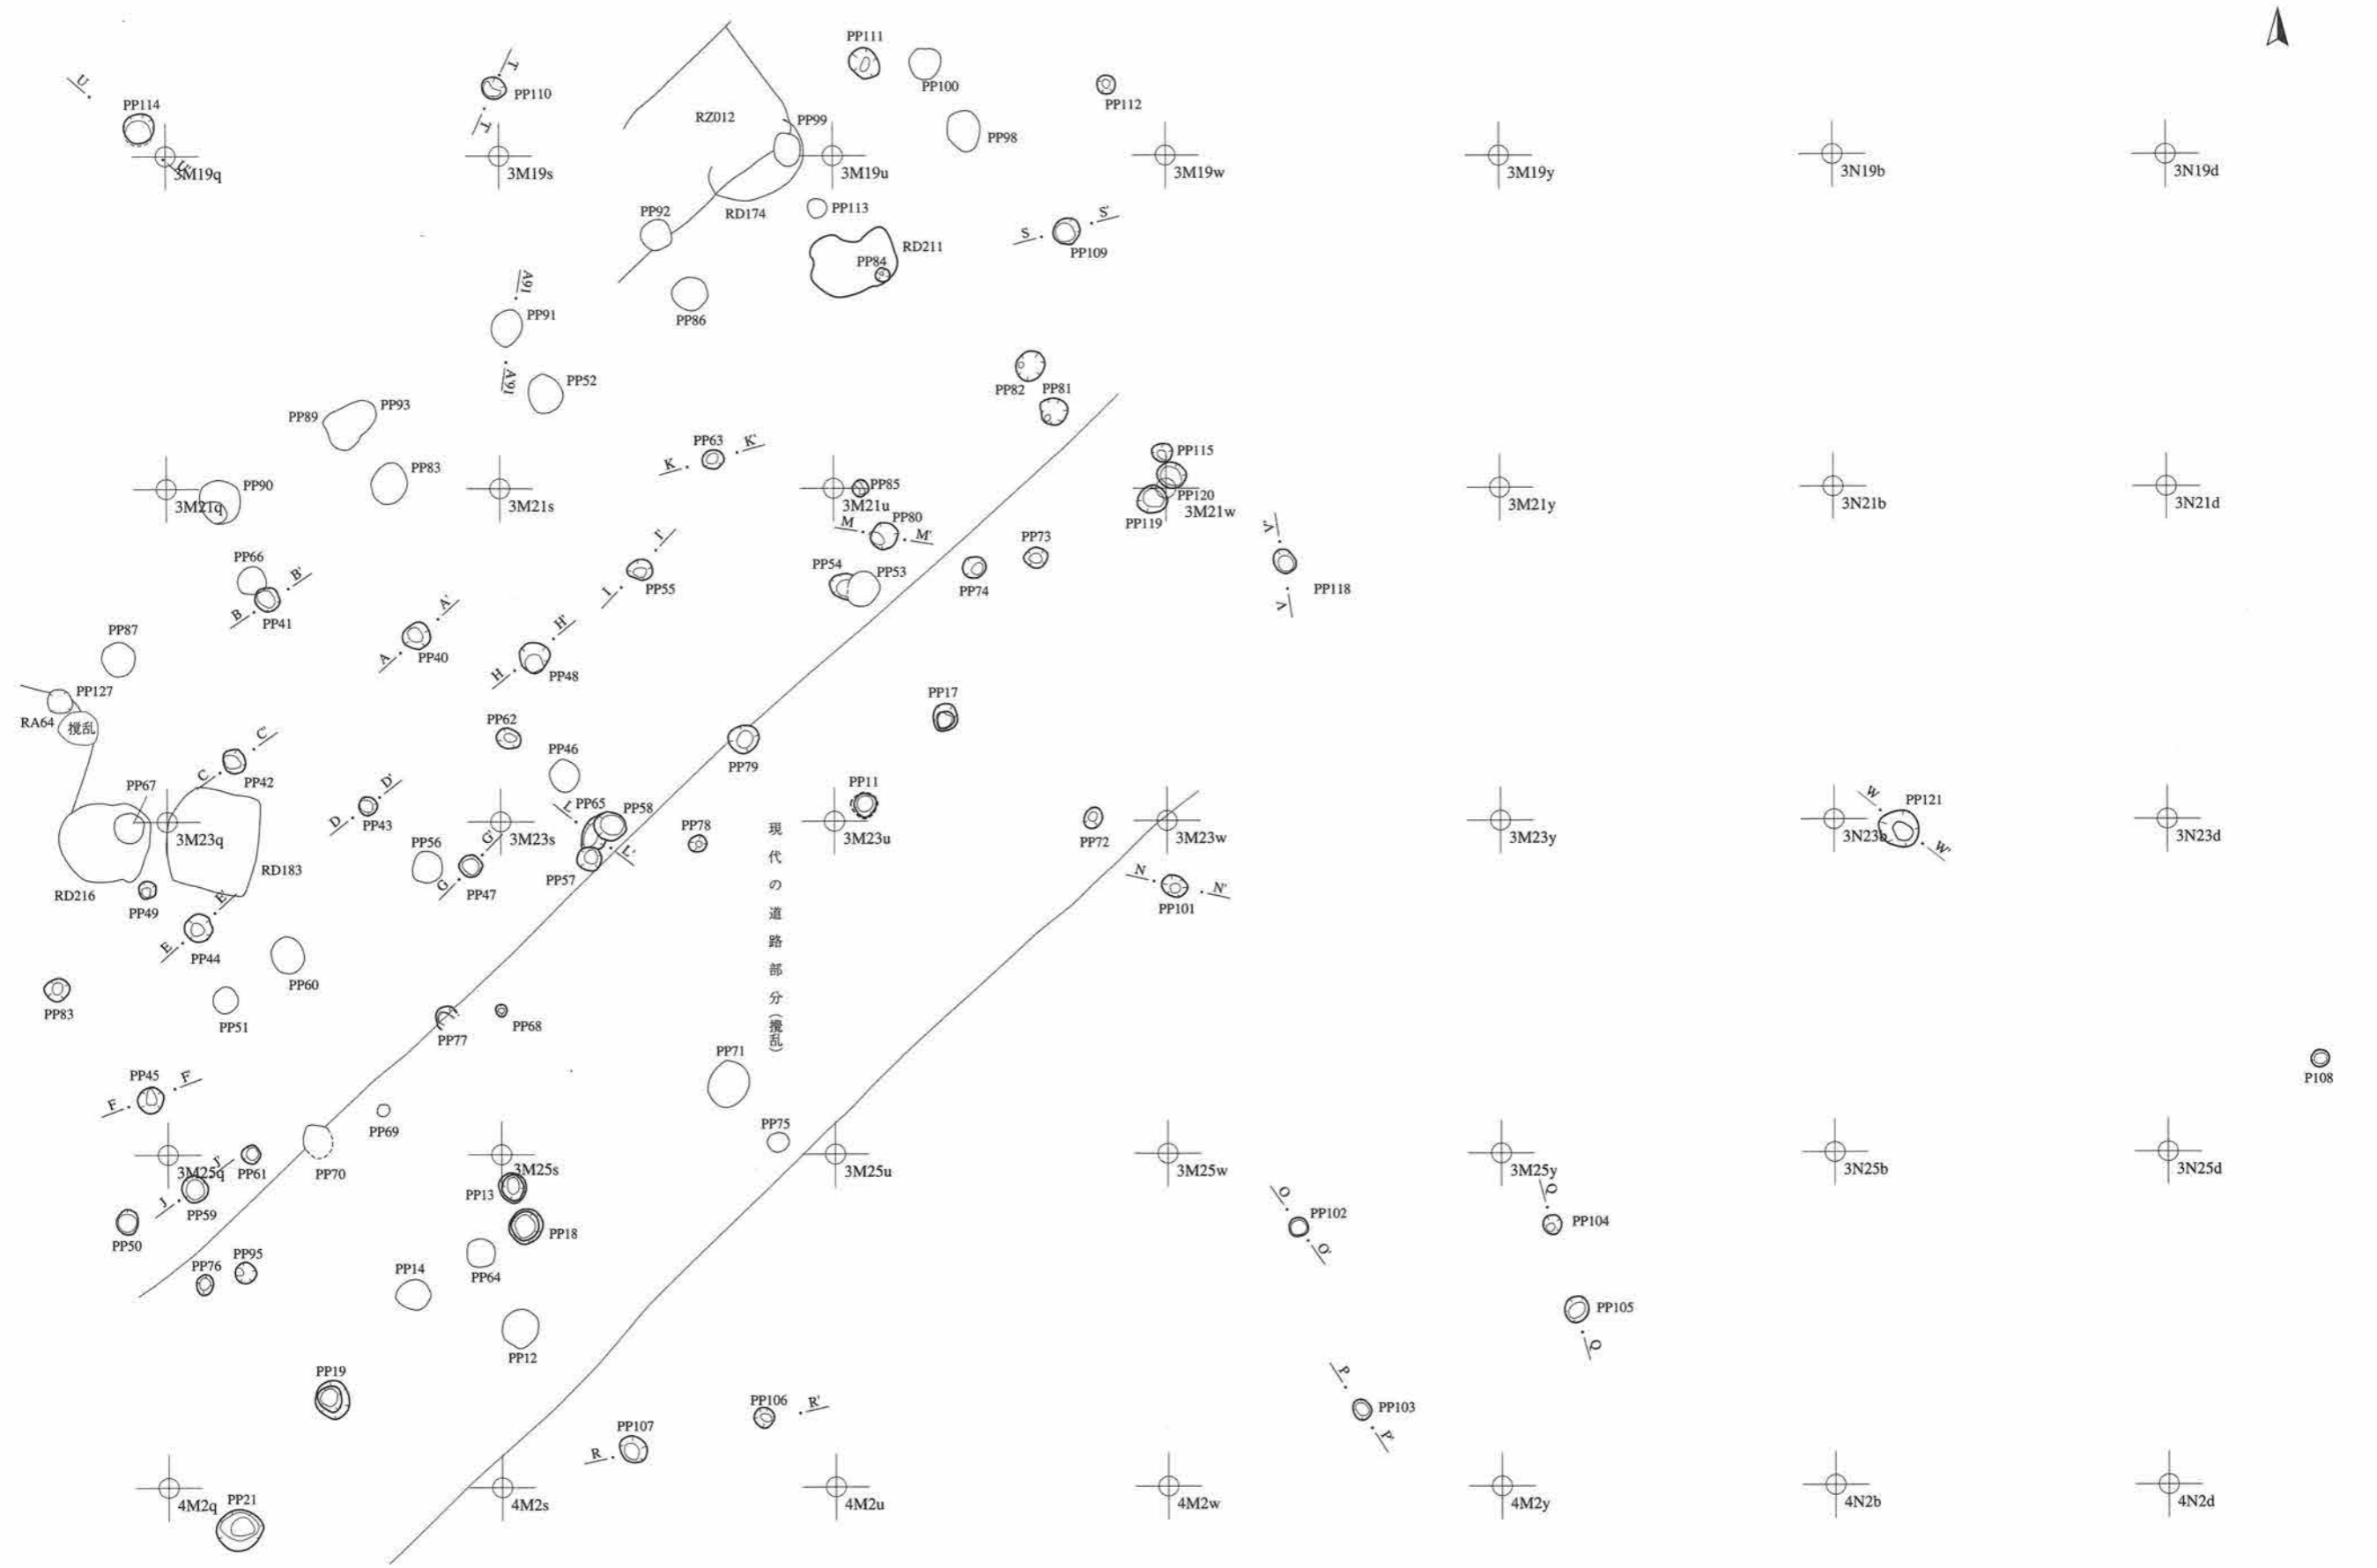 PP111
PP100
PP112
U
T
PP110
T'
PP114
RZ012
PP99
PP98
3M19q
3M19s
3M19u
3M19w
3M19y
3N19b
3N19d
PP92
RD174
PP113
S
S'
PP109
RD211
PP84
A91
PP91
A'91
PP86
PP52
PP82
PP81
PP89
PP93
PP83
PP63
K
K'
PP115
PP90
3M21q
3M21s
PP85
3M21u
PP120
3M21w
PP119
3M21y
3N21b
3N21d
M
PP80
M'
PP73
PP74
V'
PP118
V
PP66
B'
B
PP41
I'
PP55
I
PP54
PP53
A'
A
PP40
H'
H
PP48
PP87
PP127
RA64
撹乱
PP17
PP62
PP46
PP79
C'
C
PP42
PP67
D'
D
PP43
L
PP65
PP58
PP11
W
PP121
W'
3M23q
3M23s
3M23u
PP72
3M23w
3M23y
3N23b
3N23d
PP78
PP56
G'
G
PP47
PP57
L'
RD216
RD183
PP49
E'
E
PP44
N
N'
PP101
現代の道路部分(攪乱)
PP60
PP83
PP51
PP77
PP68
PP71
P108
PP45
F
F'
PP69
PP75
3M25q
J'
PP61
PP70
3M25s
3M25u
3M25w
3M25y
3N25b
3N25d
PP13
J
PP59
PP50
PP18
O
PP102
O'
Q
PP104
PP76
PP95
PP64
PP14
PP105
Q
PP12
PP19
PP106
R'
PP107
R
P
PP103
P'
4M2q
PP21
4M2s
4M2u
4M2w
4M2y
4N2b
4N2d